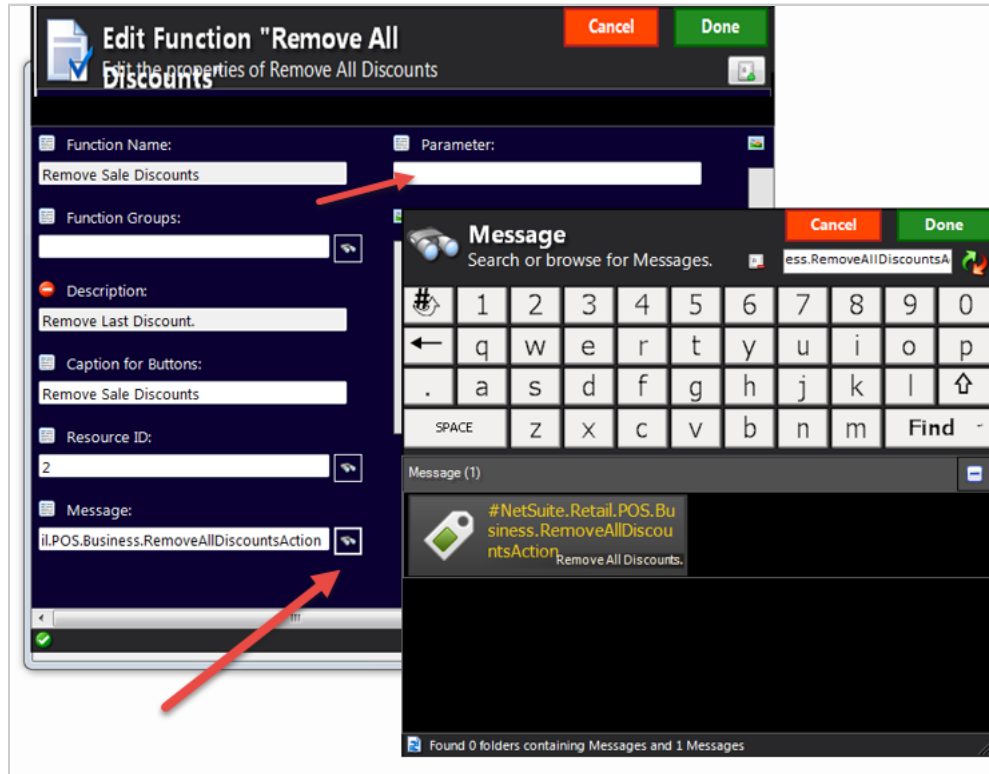 Edit Function "Remove All
Discounts"
Edit the properties of Remove All Discounts
Cancel
Done
Function Name:
Remove Sale Discounts
Parameter:
Function Groups:
Description:
Remove Last Discount.
Caption for Buttons:
Remove Sale Discounts
Resource ID:
2
Message:
il.POS.Business.RemoveAllDiscountsAction
Message
Search or browse for Messages.
Cancel
Done
ess.RemoveAllDiscountsA
# 1 2 3 4 5 6 7 8 9 0
q w e r t y u i o p
. a s d f g h j k l
SPACE z x c v b n m Find -
Message (1)
#NetSuite.Retail.POS.Bu
siness.RemoveAllDiscou
ntsAction
Remove All Discounts.
Found 0 folders containing Messages and 1 Messages